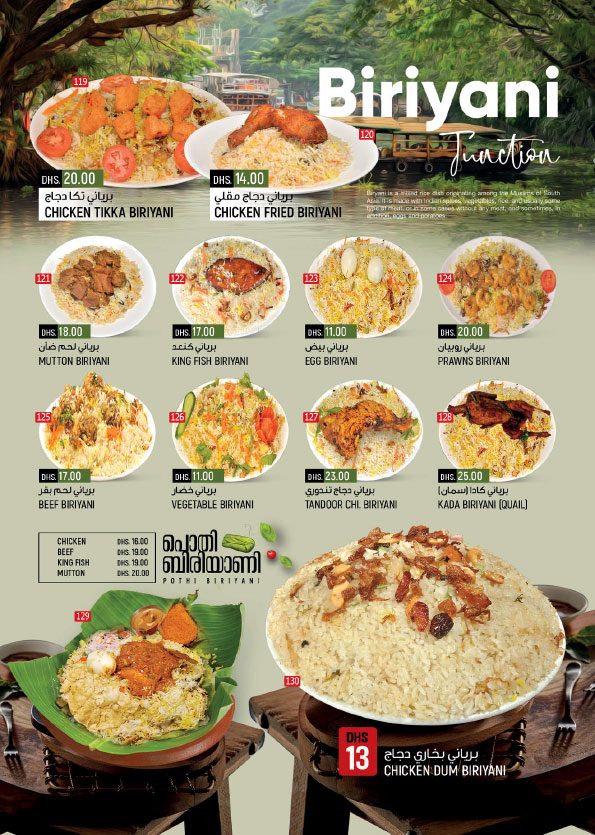 Biriyani
Junction
Biriyani is a mixed rice dish originating among the Muslims of South
Asia. It is made with Indian spices, vegetables, rice, and usually some
type of meat, or in some cases without any meat, and sometimes, in
addition, eggs and potatoes.
119
DHS. 20.00
برياني تكا دجاج
CHICKEN TIKKA BIRIYANI
120
DHS. 14.00
برياني دجاج مقلي
CHICKEN FRIED BIRIYANI
121
DHS. 18.00
برياني لحم ضأن
MUTTON BIRIYANI
122
DHS. 17.00
برياني كنعد
KING FISH BIRIYANI
123
DHS. 11.00
برياني بيض
EGG BIRIYANI
124
DHS. 20.00
برياني روبيان
PRAWNS BIRIYANI
125
DHS. 17.00
برياني لحم بقر
BEEF BIRIYANI
126
DHS. 11.00
برياني خضار
VEGETABLE BIRIYANI
127
DHS. 23.00
برياني دجاج تندوري
TANDOOR CHI. BIRIYANI
128
DHS. 25.00
برياني كادا (سمان)
KADA BIRIYANI (QUAIL)
CHICKEN DHS. 16.00
BEEF DHS. 19.00
KING FISH DHS. 19.00
MUTTON DHS. 20.00
പൊതി
ബിരിയാണി
POTHI BIRIYANI
129
130
DHS
13
برياني بخاري دجاج
CHICKEN DUM BIRIYANI